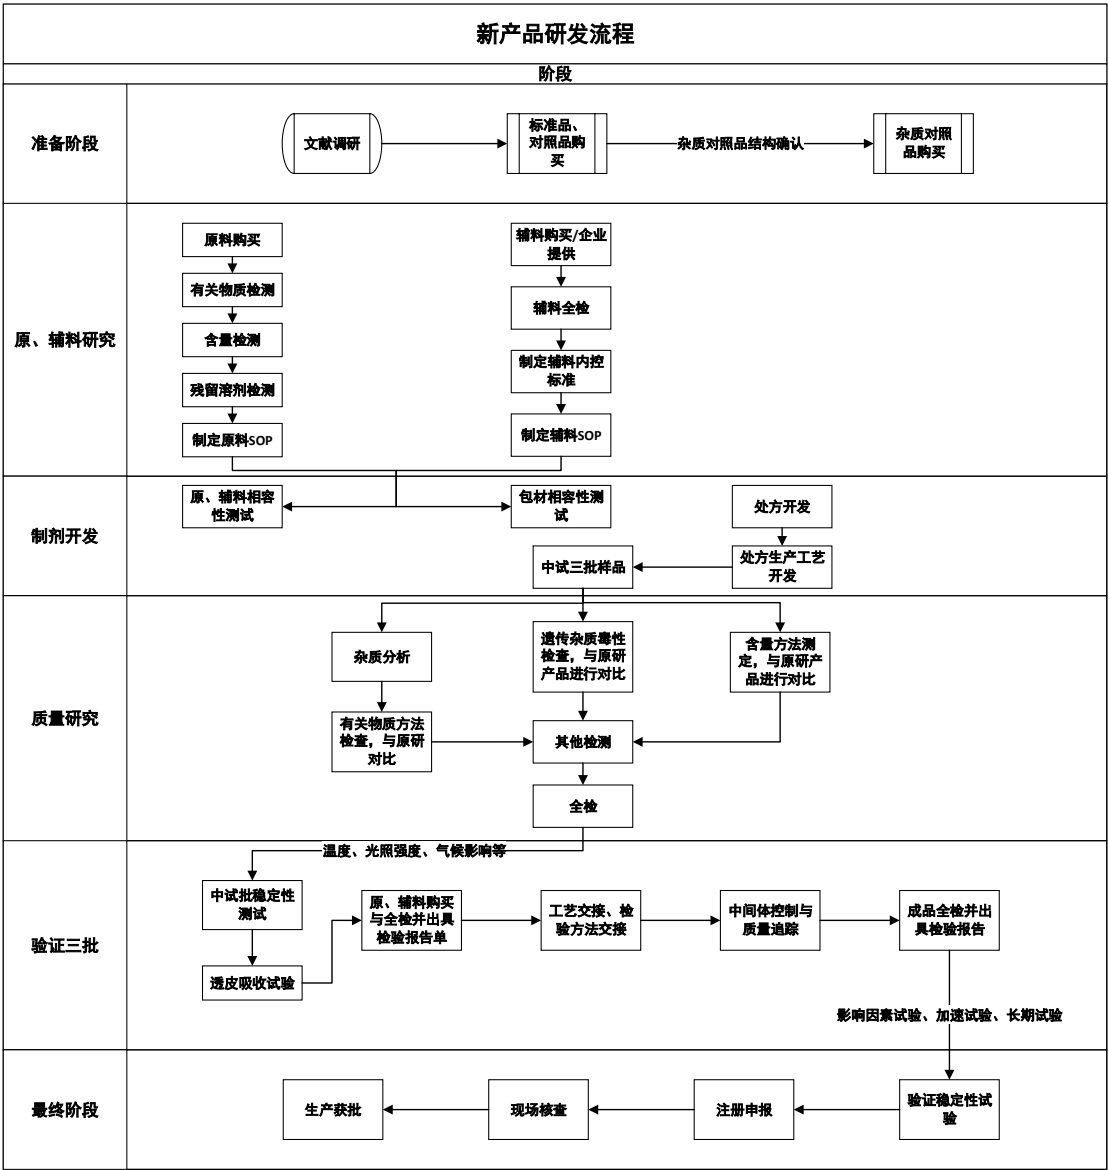 新产品研发流程
阶段
准备阶段
文献调研
标准品、
对照品购
买
杂质对照品结构确认
杂质对照
品购买
原、辅料研究
原料购买
有关物质检测
含量检测
残留溶剂检测
制定原料SOP
辅料购买/企业
提供
辅料全检
制定辅料内控
标准
制定辅料SOP
制剂开发
原、辅料相容
性测试
包材相容性测
试
处方开发
中试三批样品
处方生产工艺
开发
质量研究
杂质分析
遗传杂质毒性
检查，与原研
产品进行对比
含量方法测
定，与原研产
品进行对比
有关物质方法
检查，与原研
对比
其他检测
全检
验证三批
温度、光照强度、气候影响等
中试批稳定性
测试
透皮吸收试验
原、辅料购买
与全检并出具
检验报告单
工艺交接、检
验方法交接
中间体控制与
质量追踪
成品全检并出
具检验报告
影响因素试验、加速试验、长期试验
最终阶段
生产获批
现场核查
注册申报
验证稳定性试
验